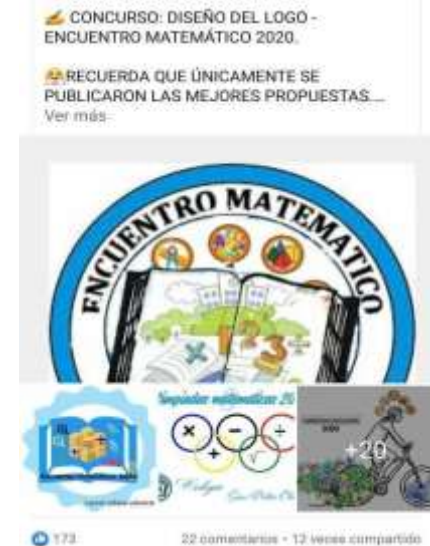 CONCURSO: DISEÑO DEL LOGO -
ENCUENTRO MATEMÁTICO 2020.
RECUERDA QUE ÚNICAMENTE SE
PUBLICARON LAS MEJORES PROPUESTAS....
Ver más
ENCUENTRO MATEMATICO
123
+20
173
22 comentarios • 12 veces compartido